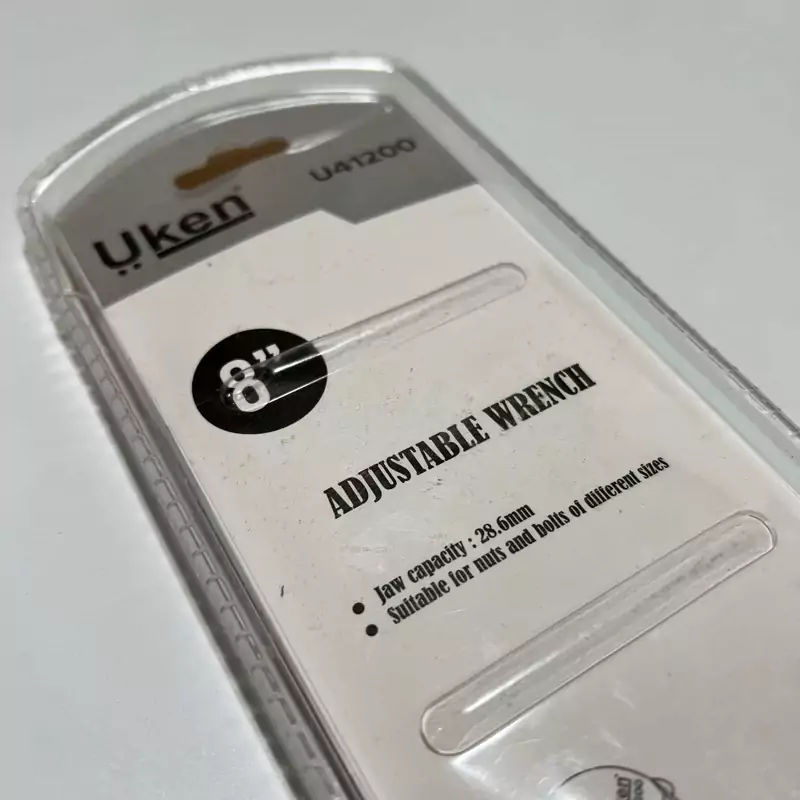 U41200
Uken
8"
ADJUSTABLE WRENCH
• Jaw capacity : 28.6mm
• Suitable for nuts and bolts of different sizes